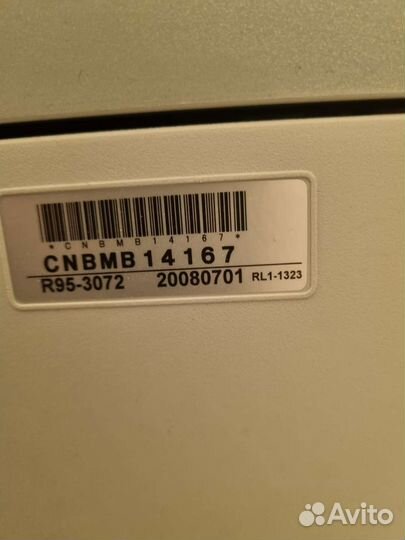 *CNBMB14167*
CNBMB14167
R95-3072 20080701 RL1-1323
Avito